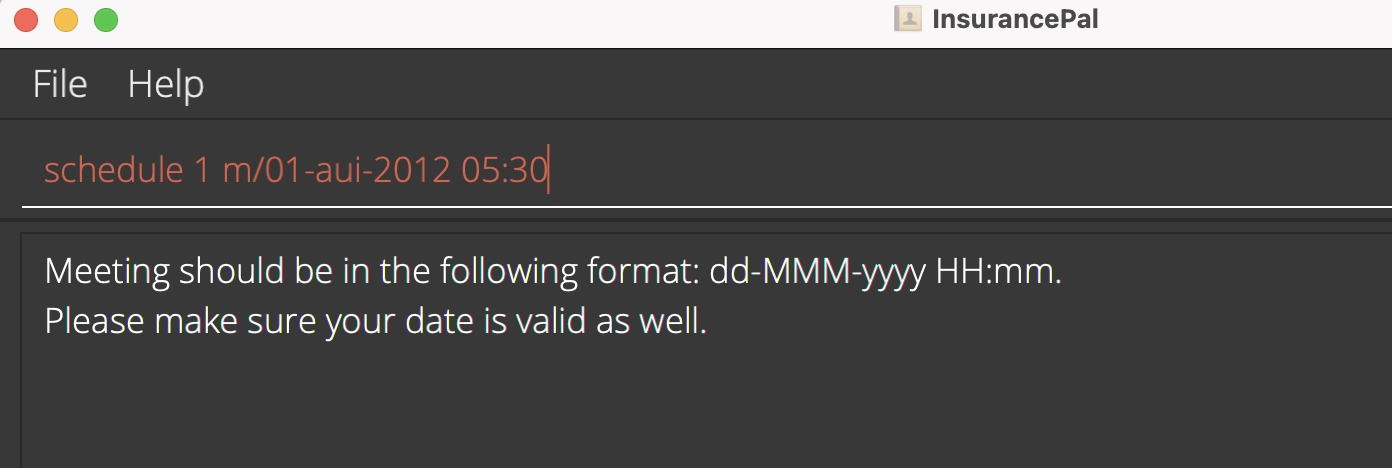 InsurancePal
File Help
schedule 1 m/01-aui-2012 05:30
Meeting should be in the following format: dd-MMM-yyyy HH:mm.
Please make sure your date is valid as well.